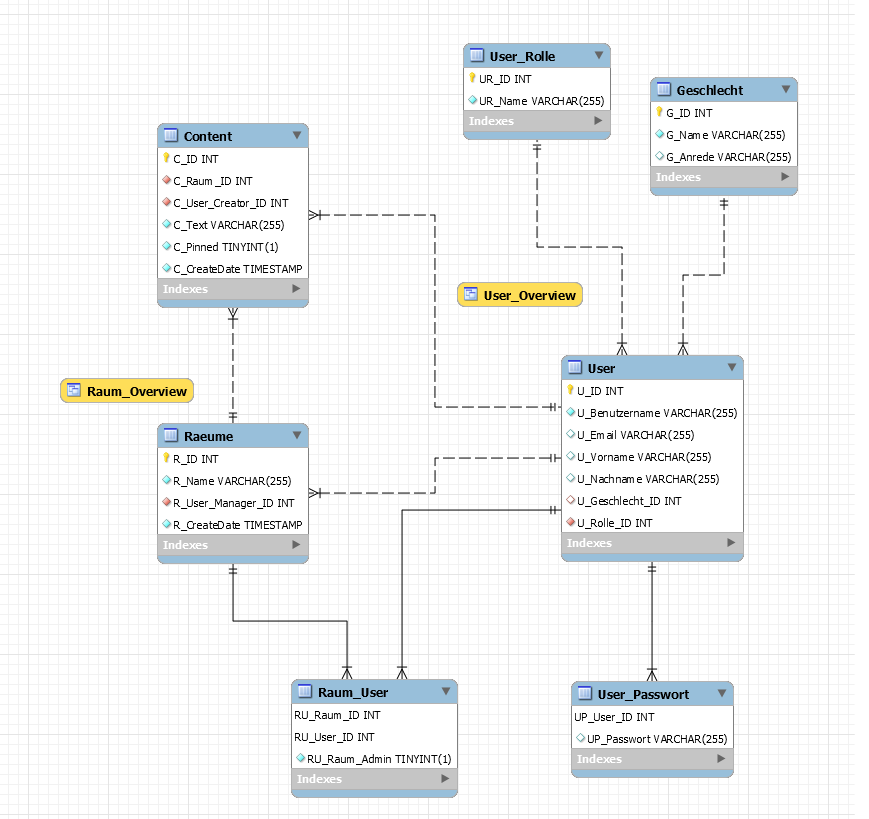 User_Rolle
UR_ID INT
UR_Name VARCHAR(255)
Indexes
Geschlecht
G_ID INT
G_Name VARCHAR(255)
G_Anrede VARCHAR(255)
Indexes
Content
C_ID INT
C_Raum_ID INT
C_User_Creator_ID INT
C_Text VARCHAR(255)
C_Pinned TINYINT(1)
C_CreateDate TIMESTAMP
Indexes
User_Overview
Raum_Overview
User
U_ID INT
U_Benutzername VARCHAR(255)
U_Email VARCHAR(255)
U_Vorname VARCHAR(255)
U_Nachname VARCHAR(255)
U_Geschlecht_ID INT
U_Rolle_ID INT
Indexes
Raeume
R_ID INT
R_Name VARCHAR(255)
R_User_Manager_ID INT
R_CreateDate TIMESTAMP
Indexes
Raum_User
RU_Raum_ID INT
RU_User_ID INT
RU_Raum_Admin TINYINT(1)
Indexes
User_Passwort
UP_User_ID INT
UP_Passwort VARCHAR(255)
Indexes